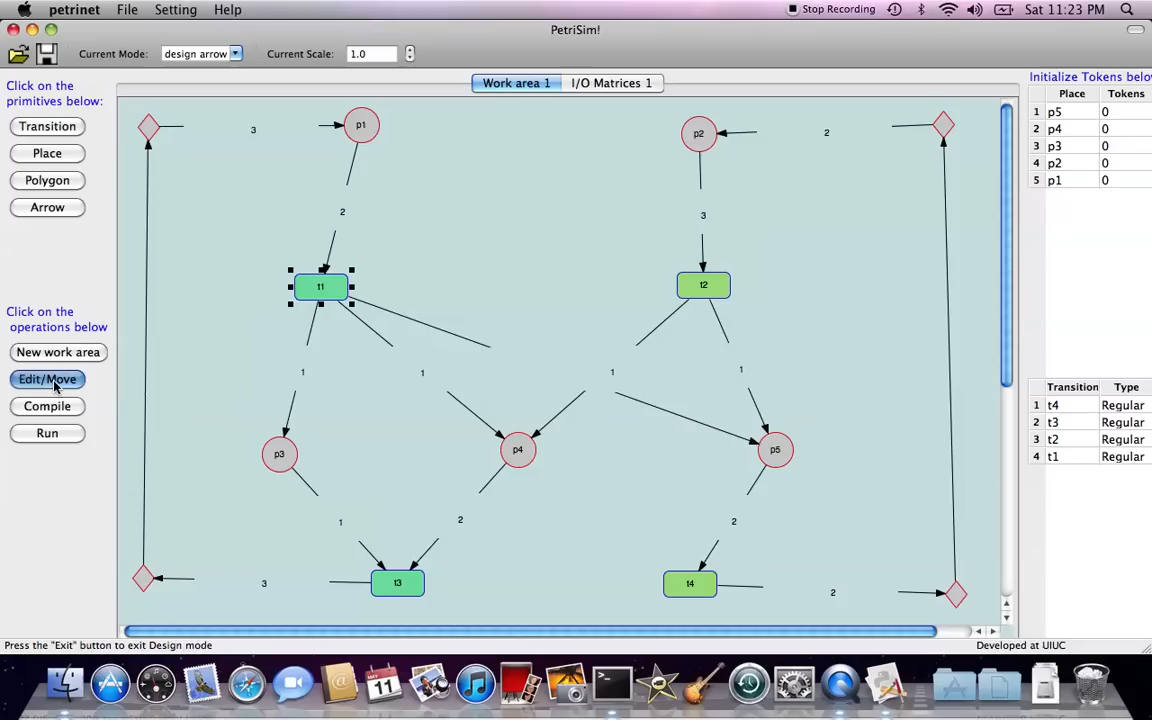 petrinet File Setting Help Stop Recording Sat 11:23 PM
PetriSim!
Current Mode: design arrow Current Scale: 1.0
Click on the
primitives below:
Transition
Place
Polygon
Arrow
Click on the
operations below
New work area
Edit/Move
Compile
Run
Work area 1 I/O Matrices 1
3 p1 p2 2
2 3
t1 t2
1 1 1 1
p3 p4 p5
1 2 2
3 t3 t4 2
Initialize Tokens belo
Place Tokens
1 p5 0
2 p4 0
3 p3 0
4 p2 0
5 p1 0
Transition Type
1 t4 Regular
2 t3 Regular
3 t2 Regular
4 t1 Regular
Press the "Exit" button to exit Design mode Developed at UIUC
MAY
11